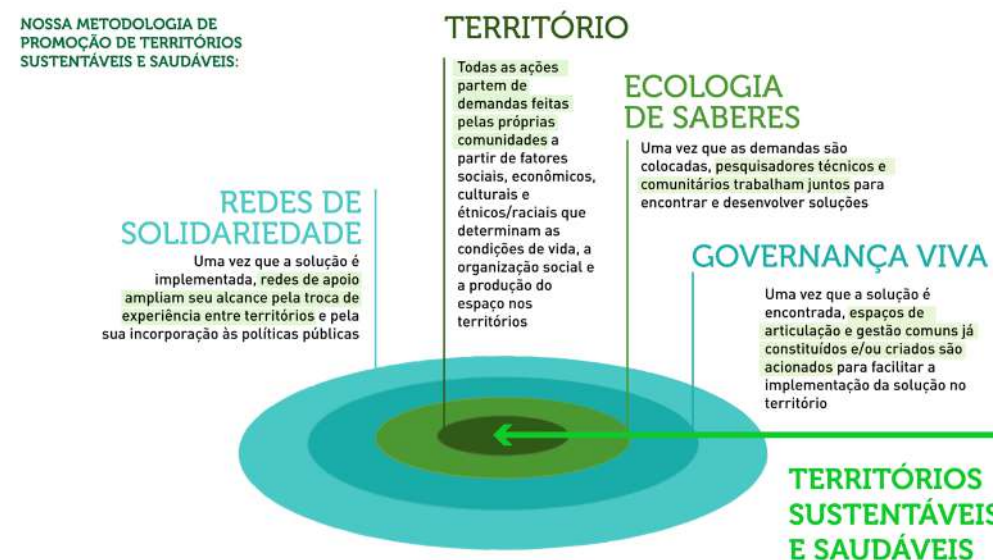 NOSSA METODOLOGIA DE
PROMOÇÃO DE TERRITÓRIOS
SUSTENTÁVEIS E SAUDÁVEIS:
TERRITÓRIO
Todas as ações
partem de
demandas feitas
pelas próprias
comunidades a
partir de fatores
sociais, econômicos,
culturais e
étnicos/raciais que
determinam as
condições de vida, a
organização social e
a produção do
espaço nos
territórios
ECOLOGIA
DE SABERES
Uma vez que as demandas são
colocadas, pesquisadores técnicos e
comunitários trabalham juntos para
encontrar e desenvolver soluções
REDES DE
SOLIDARIEDADE
Uma vez que a solução é
implementada, redes de apoio
ampliam seu alcance pela troca de
experiência entre territórios e pela
sua incorporação às políticas públicas
GOVERNANÇA VIVA
Uma vez que a solução é
encontrada, espaços de
articulação e gestão comuns já
constituídos e/ou criados são
acionados para facilitar a
implementação da solução no
território
TERRITÓRIOS
SUSTENTÁVEIS
E SAUDÁVEIS